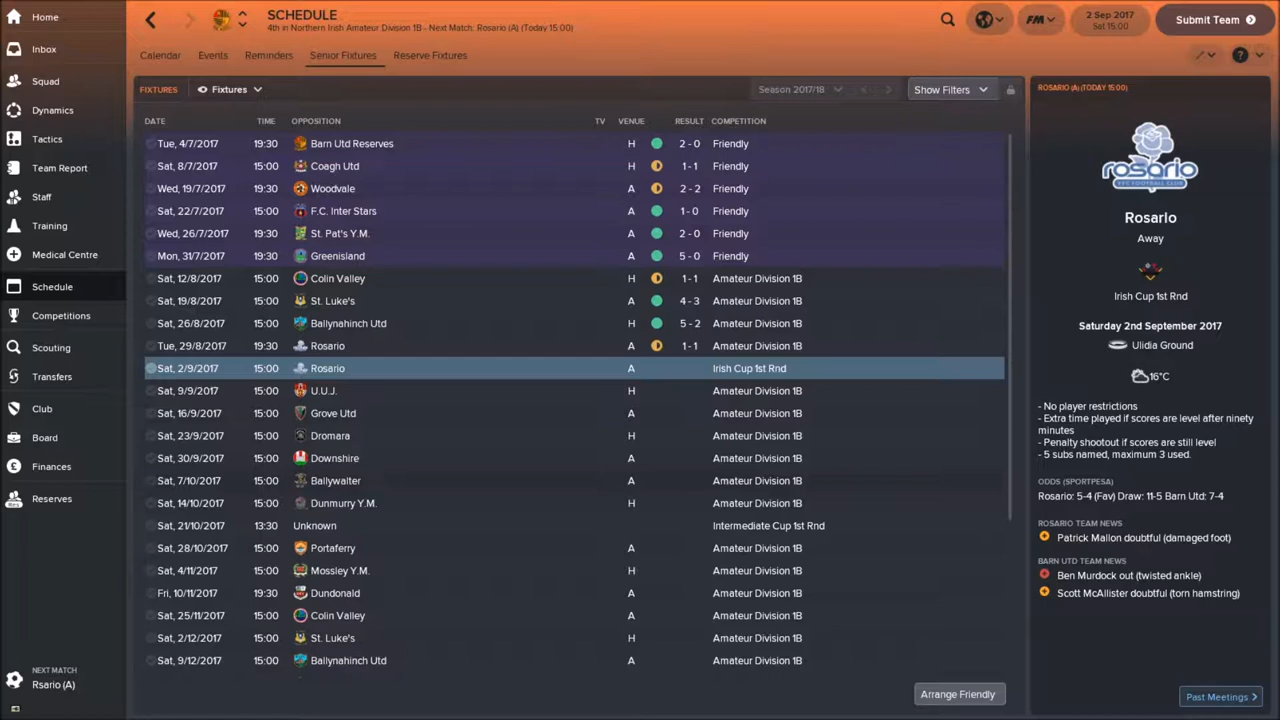 Home
Inbox
Squad
Dynamics
Tactics
Team Report
Staff
Training
Medical Centre
Schedule
Competitions
Scouting
Transfers
Club
Board
Finances
Reserves
NEXT MATCH
Rsario (A)
SCHEDULE
4th in Northern Irish Amateur Division 1B - Next Match: Rosario (A) (Today 15:00)
FM
2 Sep 2017
Sat 15:00
Submit Team
Calendar Events Reminders Senior Fixtures Reserve Fixtures
?
FIXTURES Fixtures Season 2017/18 Show Filters
DATE TIME OPPOSITION TV VENUE RESULT COMPETITION
Tue, 4/7/2017 19:30 Barn Utd Reserves H 2 - 0 Friendly
Sat, 8/7/2017 15:00 Coagh Utd H 1-1 Friendly
Wed, 19/7/2017 19:30 Woodvale A 2 - 2 Friendly
Sat, 22/7/2017 15:00 F.C. Inter Stars A 1 - 0 Friendly
Wed, 26/7/2017 19:30 St. Pat's Y.M. A 2 - 0 Friendly
Mon, 31/7/2017 19:30 Greenisland A 5 - 0 Friendly
Sat, 12/8/2017 15:00 Colin Valley H 1-1 Amateur Division 1B
Sat, 19/8/2017 15:00 St. Luke's A 4 - 3 Amateur Division 1B
Sat, 26/8/2017 15:00 Ballynahinch Utd H 5 - 2 Amateur Division 1B
Tue, 29/8/2017 19:30 Rosario A 1-1 Amateur Division 1B
Sat, 2/9/2017 15:00 Rosario A Irish Cup 1st Rnd
Sat, 9/9/2017 15:00 U.U.J. H Amateur Division 1B
Sat, 16/9/2017 15:00 Grove Utd A Amateur Division 1B
Sat, 23/9/2017 15:00 Dromara H Amateur Division 1B
Sat, 30/9/2017 15:00 Downshire A Amateur Division 1B
Sat, 7/10/2017 15:00 Ballywalter A Amateur Division 1B
Sat, 14/10/2017 15:00 Dunmurry Y.M. H Amateur Division 1B
Sat, 21/10/2017 13:30 Unknown Intermediate Cup 1st Rnd
Sat, 28/10/2017 15:00 Portaferry A Amateur Division 1B
Sat, 4/11/2017 15:00 Mossley Y.M. H Amateur Division 1B
Fri, 10/11/2017 19:30 Dundonald A Amateur Division 1B
Sat, 25/11/2017 15:00 Colin Valley A Amateur Division 1B
Sat, 2/12/2017 15:00 St. Luke's H Amateur Division 1B
Sat, 9/12/2017 15:00 Ballynahinch Utd A Amateur Division 1B
Arrange Friendly
ROSARIO (A) (TODAY 15:00)
rosario
Rosario
Away
Irish Cup 1st Rnd
Saturday 2nd September 2017
Ulidia Ground
16°C
- No player restrictions
- Extra time played if scores are level after ninety
minutes
- Penalty shootout if scores are still level
- 5 subs named, maximum 3 used.
ODDS (SPORTPESA)
Rosario: 5-4 (Fav) Draw: 11-5 Barn Utd: 7-4
ROSARIO TEAM NEWS
Patrick Mallon doubtful (damaged foot)
BARN UTD TEAM NEWS
Ben Murdock out (twisted ankle)
Scott McAllister doubtful (torn hamstring)
Past Meetings